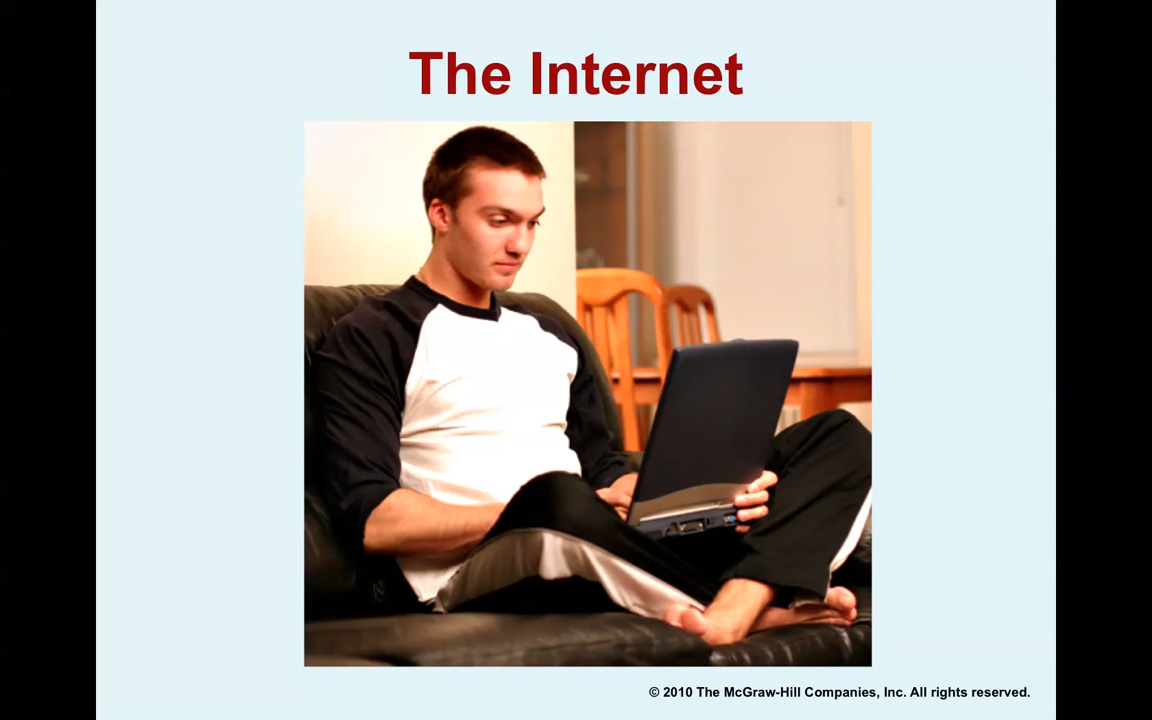 The Internet
© 2010 The McGraw-Hill Companies, Inc. All rights reserved.